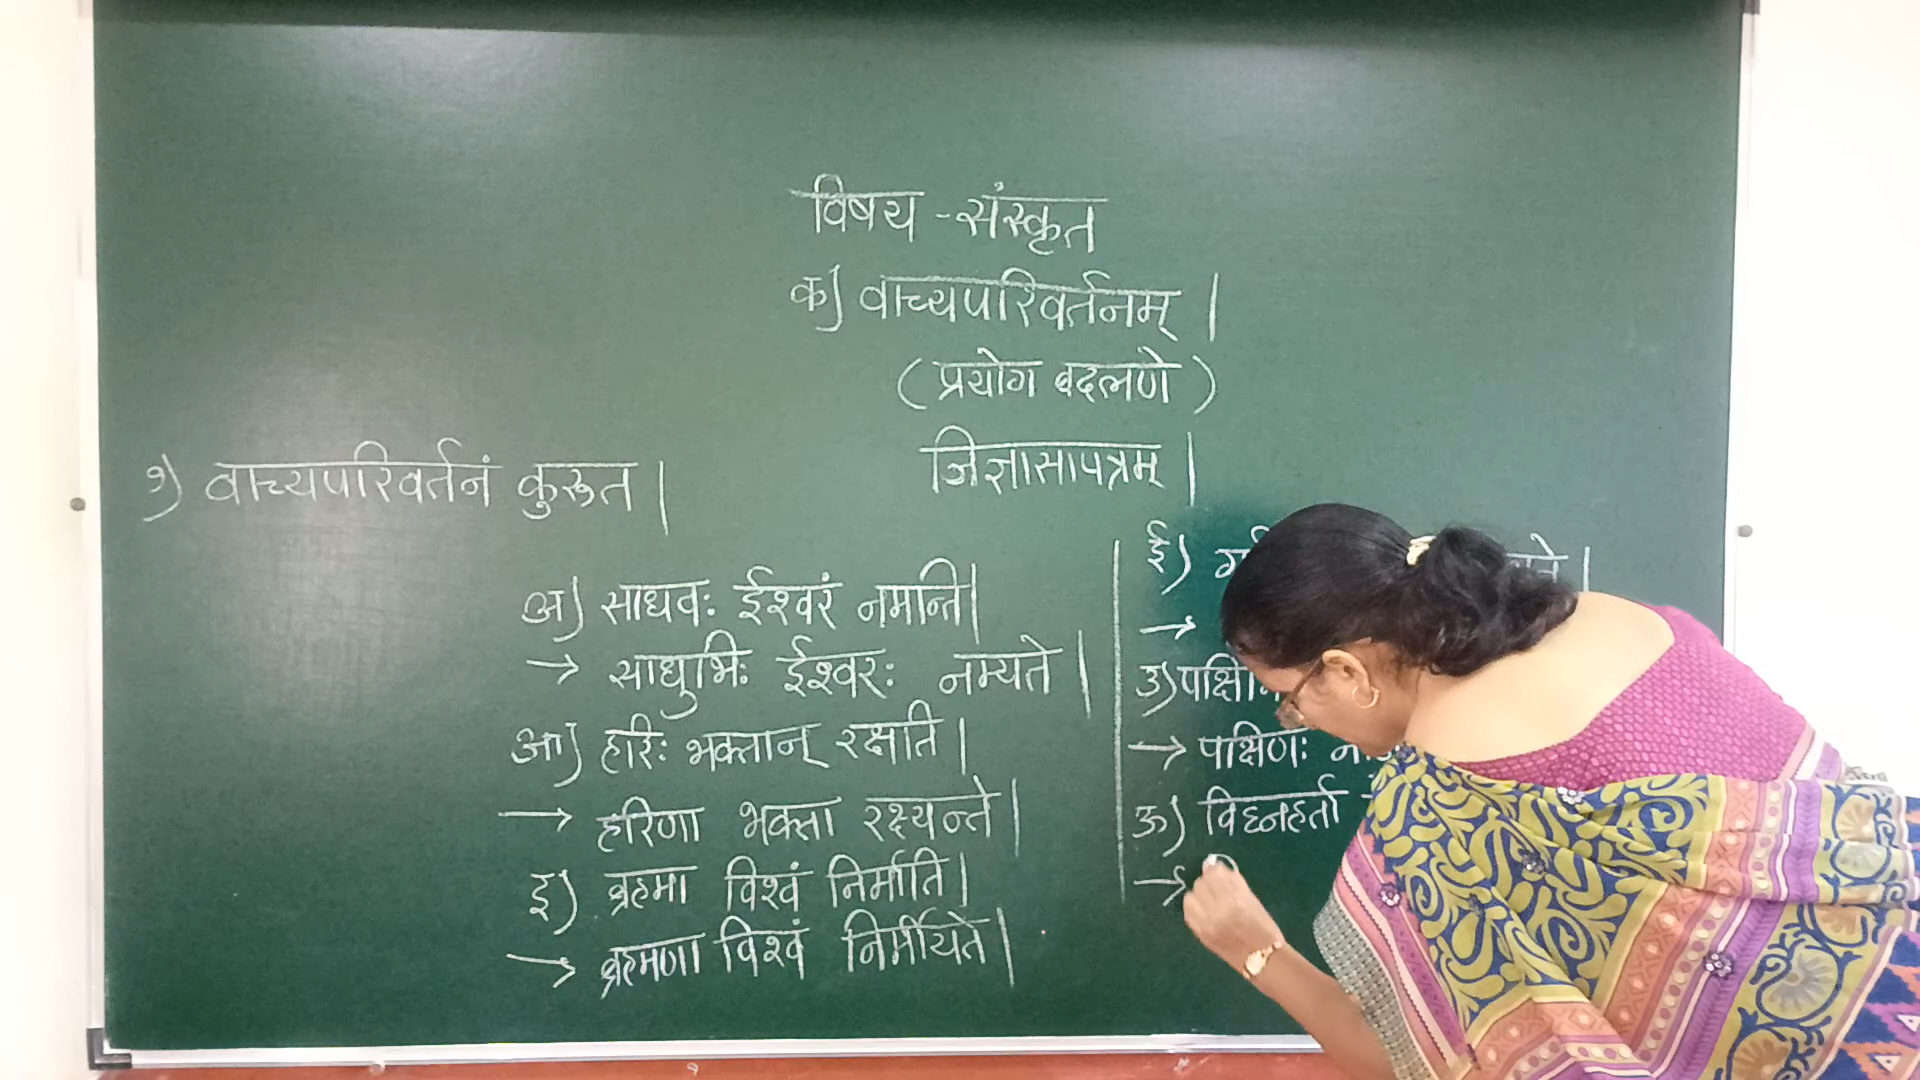 विषय - संस्कृत
क) वाच्यपरिवर्तनम् |
( प्रयोग बदलणे )
जिज्ञासापत्रम् |
१) वाच्यपरिवर्तनं कुरुत |
अ) साधवः ईश्वरं नमन्ति |
→ साधुभिः ईश्वरः नम्यते |
आ) हरिः भक्तान् रक्षति |
→ हरिणा भक्ता रक्ष्यन्ते |
इ) ब्रह्मा विश्वं निर्माति |
→ ब्रह्मणा विश्वं निर्मीयते |
ई)
→
उ)
→ पक्षिणः
ऊ) विघ्नहर्ता
→